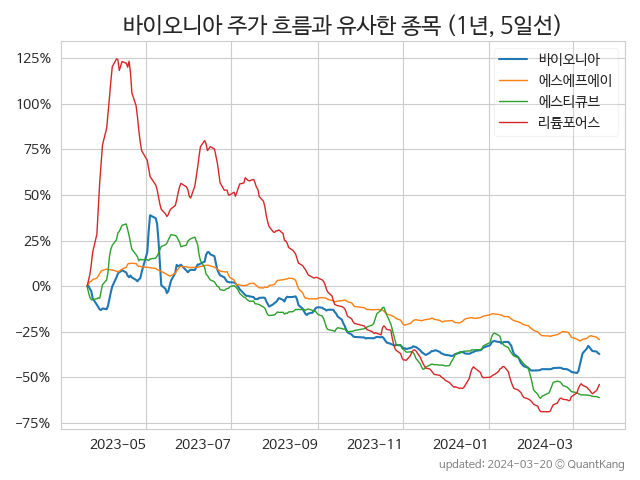 바이오니아 주가 흐름과 유사한 종목 (1년, 5일선)
바이오니아
에스에프에이
에스티큐브
리튬포어스
125%
100%
75%
50%
25%
0%
−25%
−50%
−75%
2023-05 2023-07 2023-09 2023-11 2024-01 2024-03
updated: 2024-03-20 © QuantKang